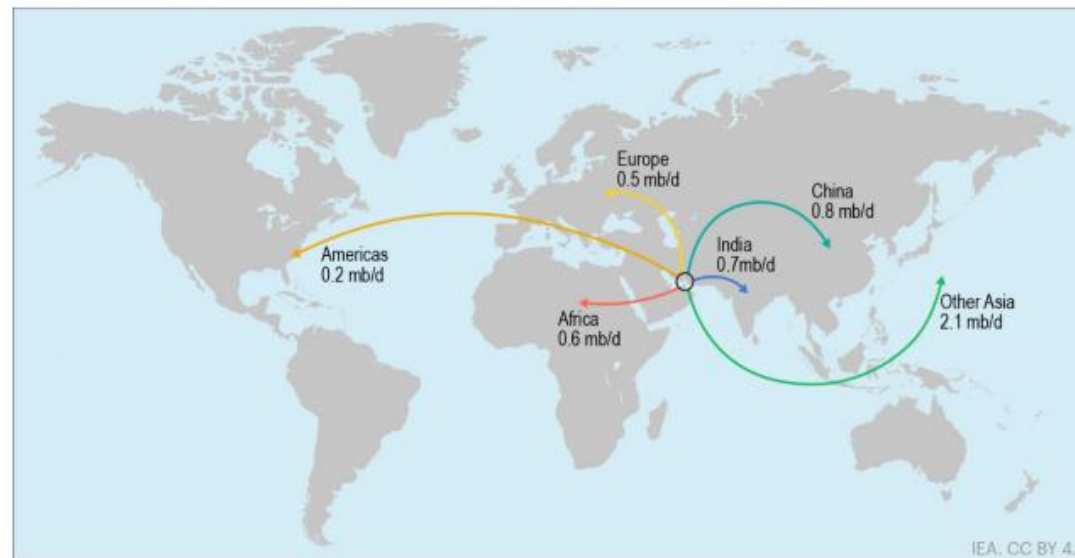 Europe
0.5 mb/d
China
0.8 mb/d
India
0.7mb/d
Americas
0.2 mb/d
Africa
0.6 mb/d
Other Asia
2.1 mb/d
IEA. CC BY 4.